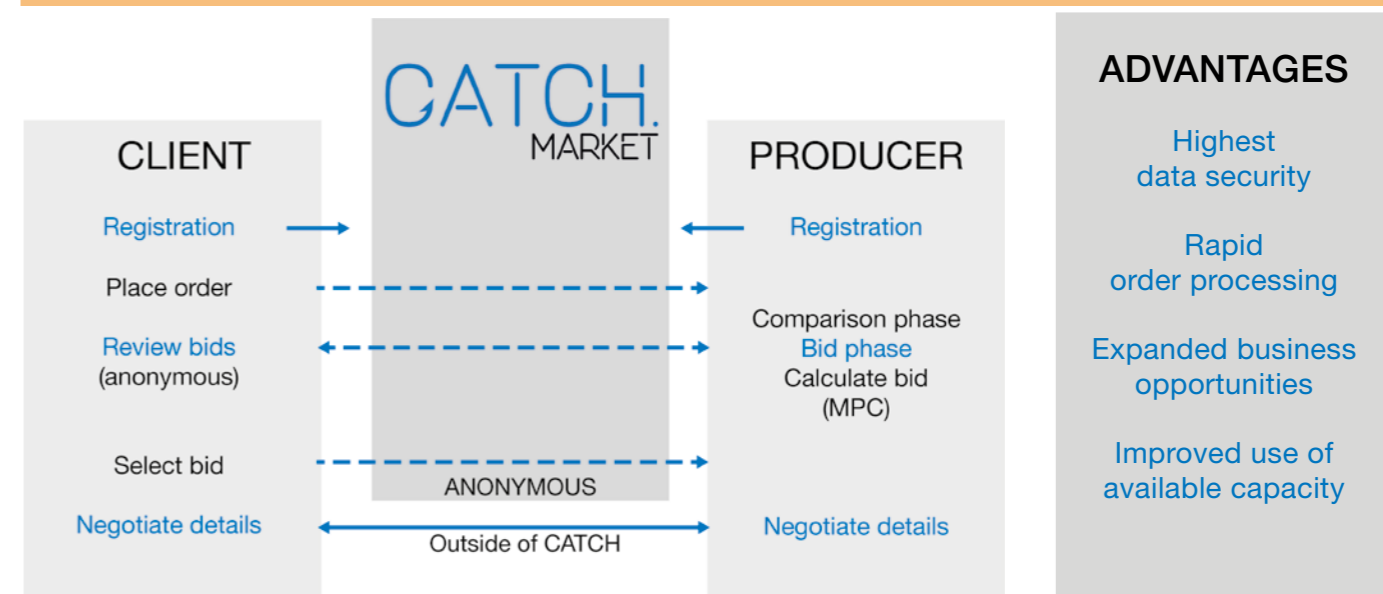 CATCH.
MARKET
CLIENT
Registration
Place order
Review bids
(anonymous)
Select bid
Negotiate details
ANONYMOUS
Outside of CATCH
PRODUCER
Registration
Comparison phase
Bid phase
Calculate bid
(MPC)
Negotiate details
ADVANTAGES
Highest
data security
Rapid
order processing
Expanded business
opportunities
Improved use of
available capacity